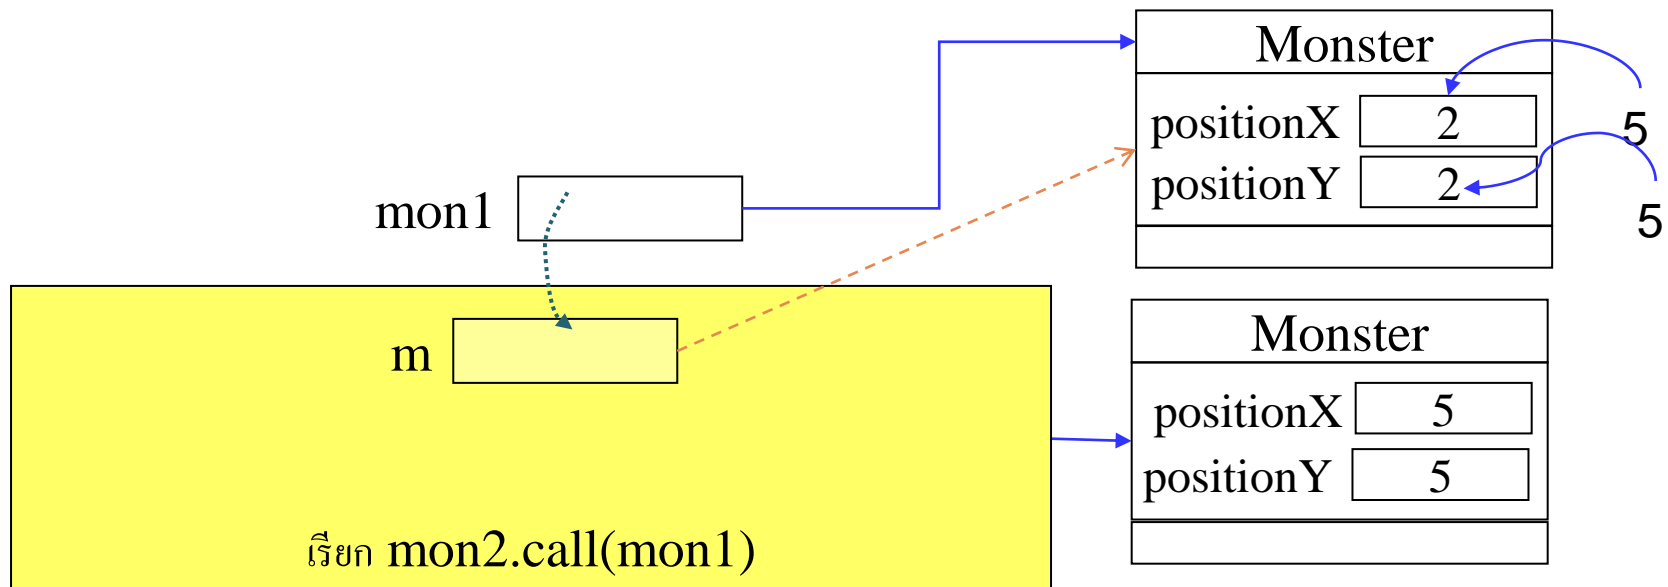 Monster
positionX 2
5
positionY 2
5
mon1
m
Monster
positionX 5
positionY 5
เรียก mon2.call(mon1)